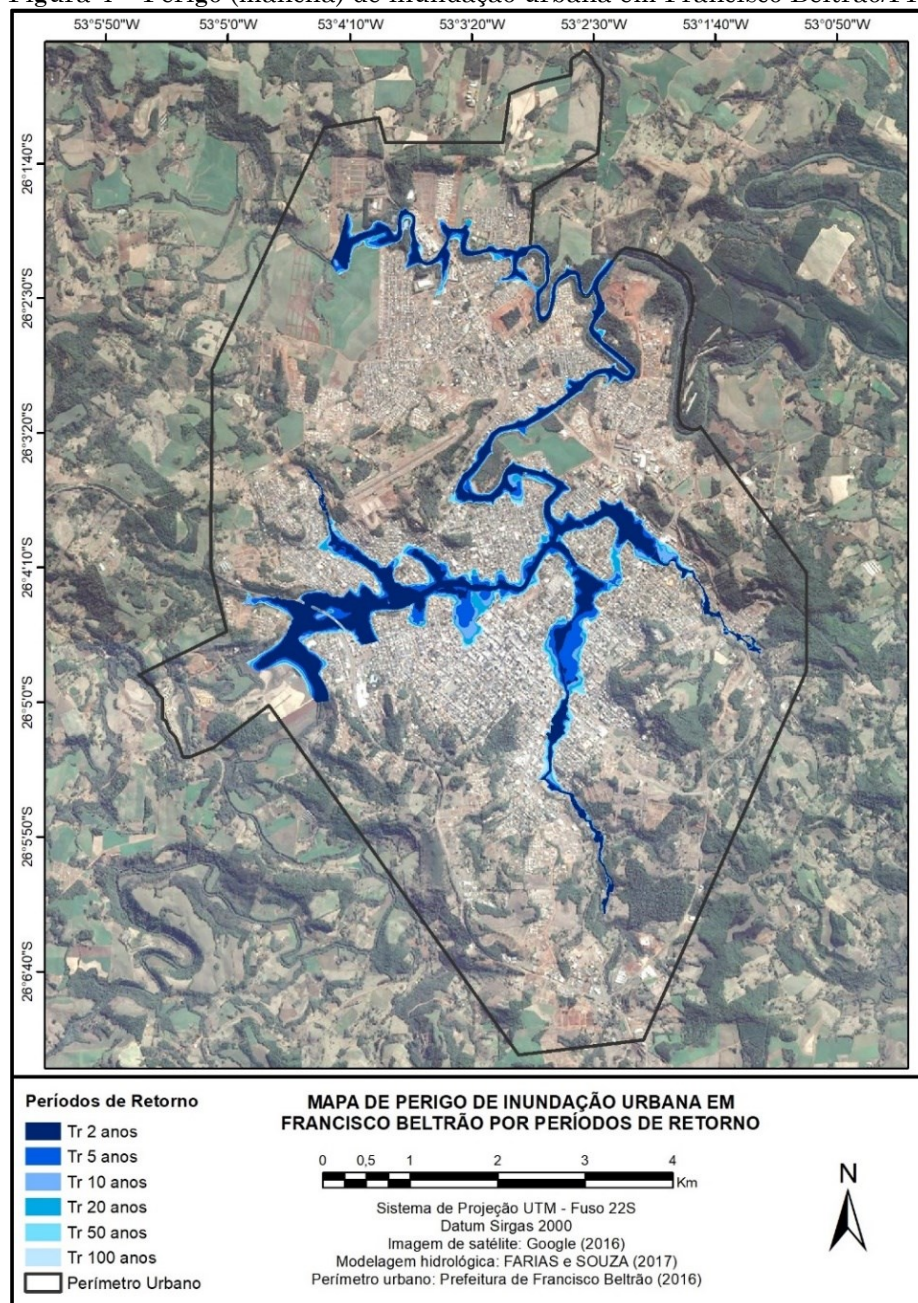 Figura 4 - Perigo (mancha) de inundação urbana em Francisco Beltrão/PR
53°5'50"W 53°5'0"W 53°4'10"W 53°3'20"W 53°2'30"W 53°1'40"W 53°0'50"W
26°1'40"S
26°2'30"S
26°3'20"S
26°4'10"S
26°5'0"S
26°5'50"S
26°6'40"S
Períodos de Retorno
Tr 2 anos
Tr 5 anos
Tr 10 anos
Tr 20 anos
Tr 50 anos
Tr 100 anos
Perímetro Urbano
MAPA DE PERIGO DE INUNDAÇÃO URBANA EM
FRANCISCO BELTRÃO POR PERÍODOS DE RETORNO
0 0,5 1 2 3 4
Km
Sistema de Projeção UTM - Fuso 22S
Datum Sirgas 2000
Imagem de satélite: Google (2016)
Modelagem hidrológica: FARIAS e SOUZA (2017)
Perímetro urbano: Prefeitura de Francisco Beltrão (2016)
N